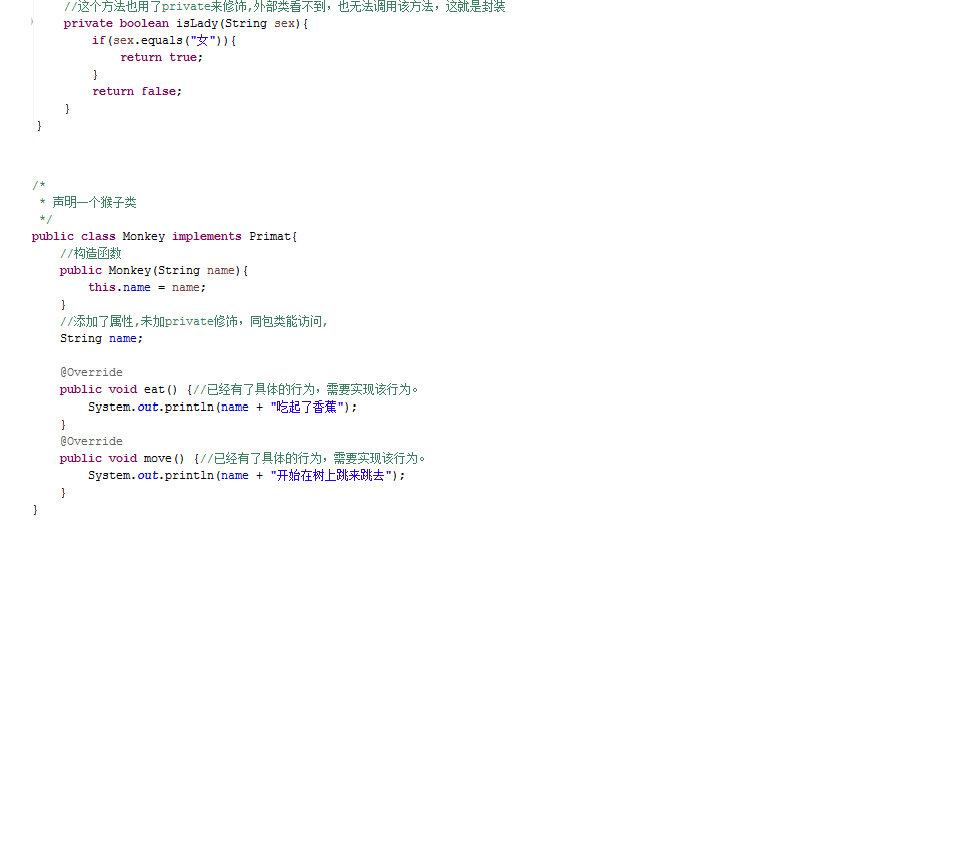 //这个方法也用了private来修饰,外部类看不到，也无法调用该方法，这就是封装
private boolean isLady(String sex){
if(sex.equals("女")){
return true;
}
return false;
}
}
/*
* 声明一个猴子类
*/
public class Monkey implements Primat{
//构造函数
public Monkey(String name){
this.name = name;
}
//添加了属性,未加private修饰，同包类能访问,
String name;
@Override
public void eat() {//已经有了具体的行为，需要实现该行为。
System.out.println(name + "吃起了香蕉");
}
@Override
public void move() {//已经有了具体的行为，需要实现该行为。
System.out.println(name + "开始在树上跳来跳去");
}
}